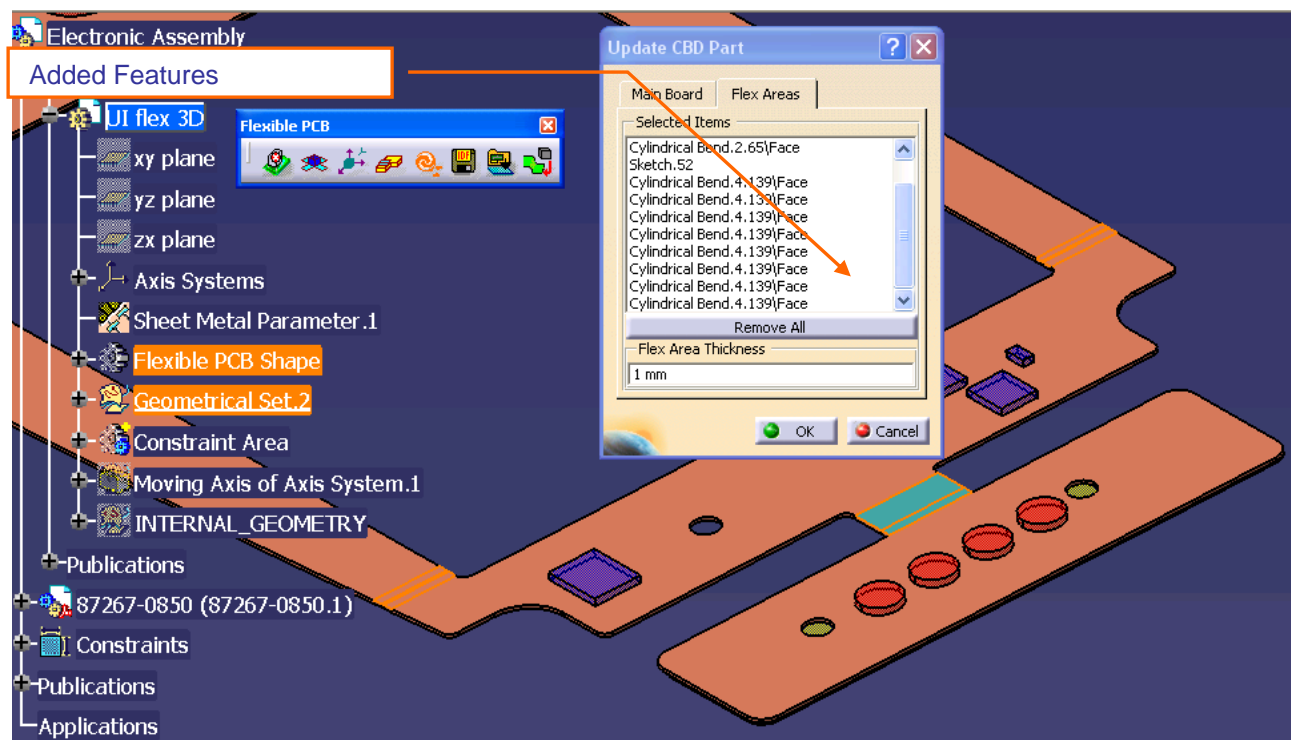 Electronic Assembly
Added Features
UI flex 3D
xy plane
yz plane
zx plane
Axis Systems
Sheet Metal Parameter.1
Flexible PCB Shape
Geometrical Set.2
Constraint Area
Moving Axis of Axis System.1
INTERNAL_GEOMETRY
Publications
87267-0850 (87267-0850.1)
Constraints
Publications
Applications
Flexible PCB
IDF
Update CBD Part
?
Main Board Flex Areas
Selected Items
Cylindrical Bend.2.65\Face
Sketch.52
Cylindrical Bend.4.139\Face
Cylindrical Bend.4.139\Face
Cylindrical Bend.4.139\Face
Cylindrical Bend.4.139\Face
Cylindrical Bend.4.139\Face
Cylindrical Bend.4.139\Face
Cylindrical Bend.4.139\Face
Cylindrical Bend.4.139\Face
Remove All
Flex Area Thickness
1 mm
OK Cancel